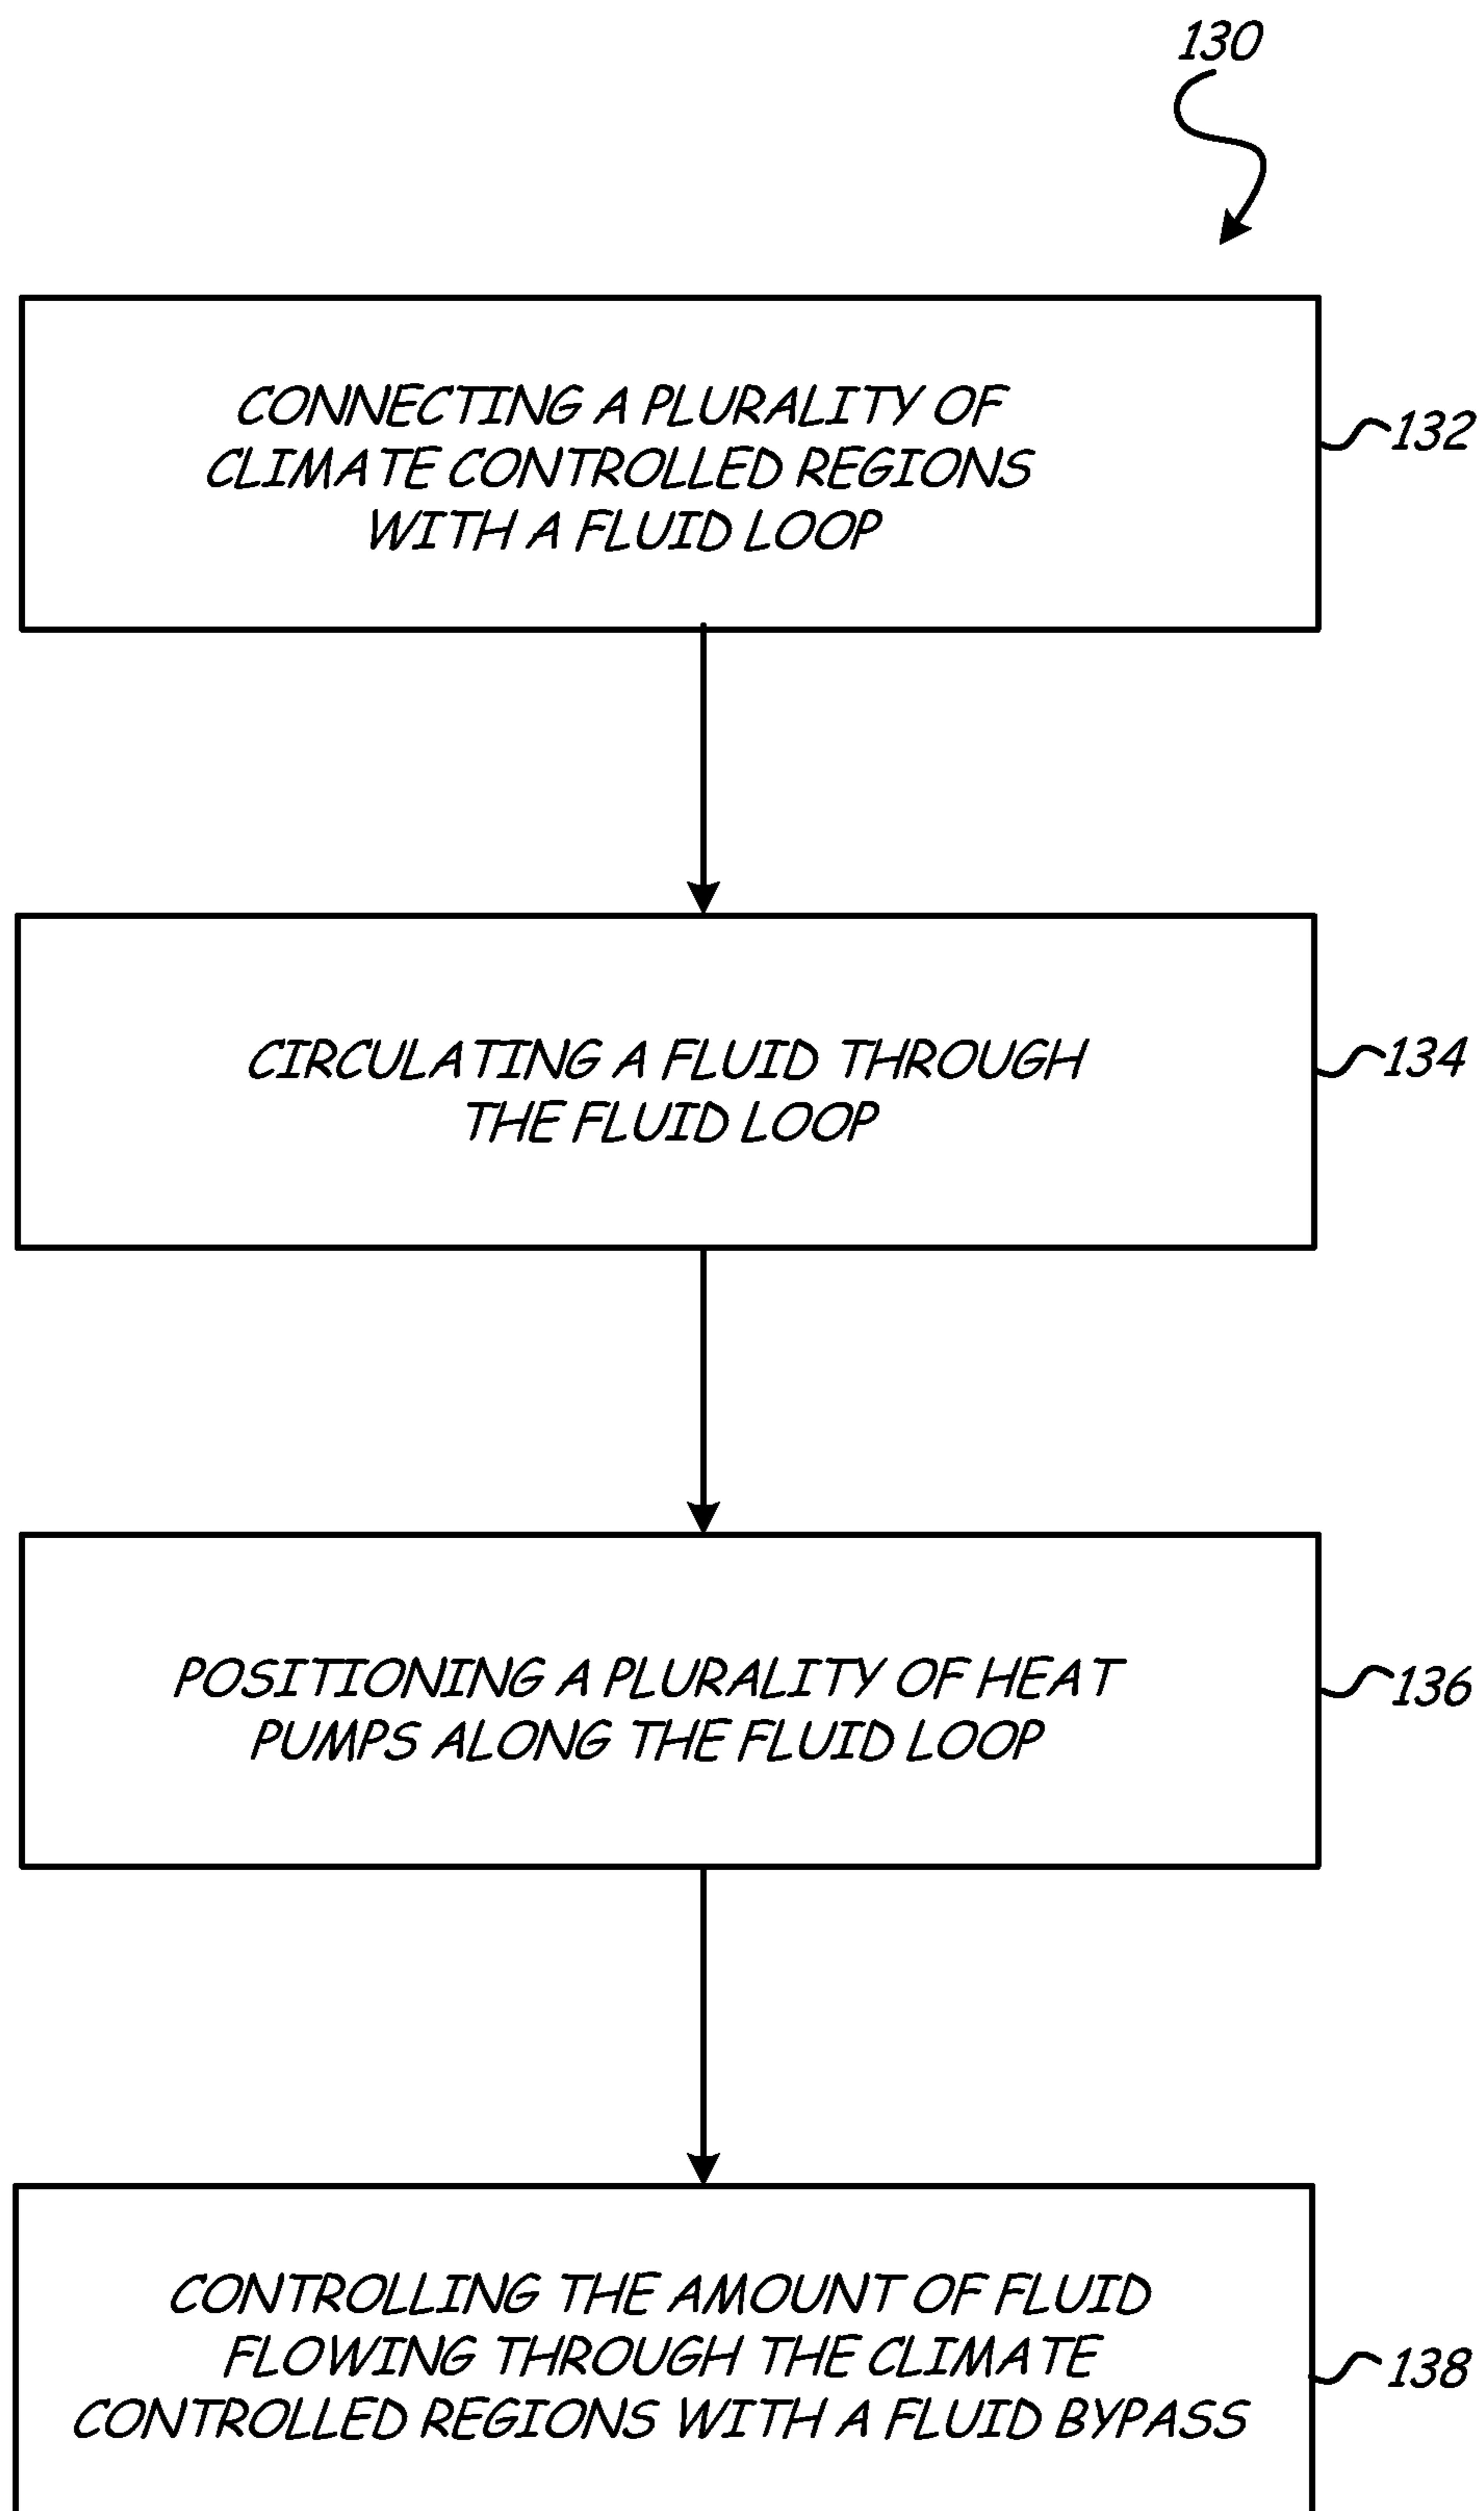 130
CONNECTING A PLURALITY OF
CLIMATE CONTROLLED REGIONS
WITH A FLUID LOOP
132
CIRCULATING A FLUID THROUGH
THE FLUID LOOP
134
POSITIONING A PLURALITY OF HEAT
PUMPS ALONG THE FLUID LOOP
136
CONTROLLING THE AMOUNT OF FLUID
FLOWING THROUGH THE CLIMATE
CONTROLLED REGIONS WITH A FLUID BYPASS
138